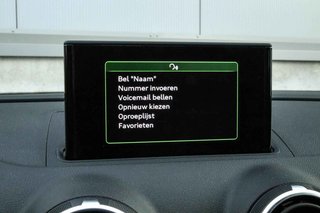 Bel "Naam"
Nummer invoeren
Voicemail bellen
Opnieuw kiezen
Oproeplijst
Favorieten